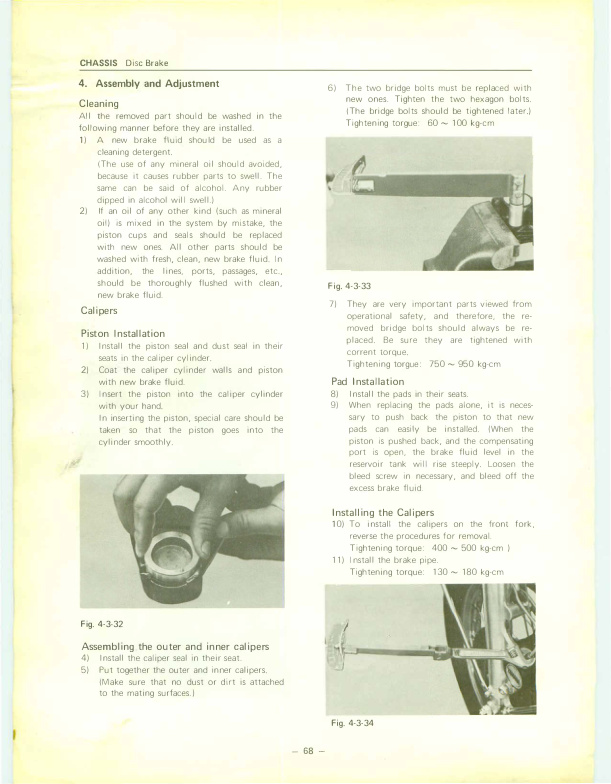 CHASSIS Disc Brake
4. Assembly and Adjustment
Cleaning
All the removed part should be washed in the
following manner before they are installed.
1) A new brake fluid should be used as a
cleaning detergent.
(The use of any mineral oil should avoided,
because it causes rubber parts to swell. The
same can be said of alcohol. Any rubber
dipped in alcohol will swell.)
2) If an oil of any other kind (such as mineral
oil) is mixed in the system by mistake, the
piston cups and seals should be replaced
with new ones. All other parts should be
washed with fresh, clean, new brake fluid. In
addition, the lines, ports, passages, etc.,
should be thoroughly flushed with clean,
new brake fluid.
Calipers
Piston Installation
1) Install the piston seal and dust seal in their
seats in the caliper cylinder.
2) Coat the caliper cylinder walls and piston
with new brake fluid.
3) Insert the piston into the caliper cylinder
with your hand.
In inserting the piston, special care should be
taken so that the piston goes into the
cylinder smoothly.
Fig. 4-3-32
Assembling the outer and inner calipers
4) Install the caliper seal in their seat.
5) Put together the outer and inner calipers.
(Make sure that no dust or dirt is attached
to the mating surfaces.)
6) The two bridge bolts must be replaced with
new ones. Tighten the two hexagon bolts.
(The bridge bolts should be tightened later.)
Tightening torgue: 60 ~ 100 kg-cm
Fig. 4-3-33
7) They are very important parts viewed from
operational safety, and therefore, the re-
moved bridge bolts should always be re-
placed. Be sure they are tightened with
corrent torque.
Tightening torgue: 750 ~ 950 kg-cm
Pad Installation
8) Install the pads in their seats.
9) When replacing the pads alone, it is neces-
sary to push back the piston to that new
pads can easily be installed. (When the
piston is pushed back, and the compensating
port is open, the brake fluid level in the
reservoir tank will rise steeply. Loosen the
bleed screw in necessary, and bleed off the
excess brake fluid.
Installing the Calipers
10) To install the calipers on the front fork,
reverse the procedures for removal.
Tightening torque: 400 ~ 500 kg-cm )
11) Install the brake pipe.
Tightening torque: 130 ~ 180 kg-cm
Fig. 4-3-34
– 68 –